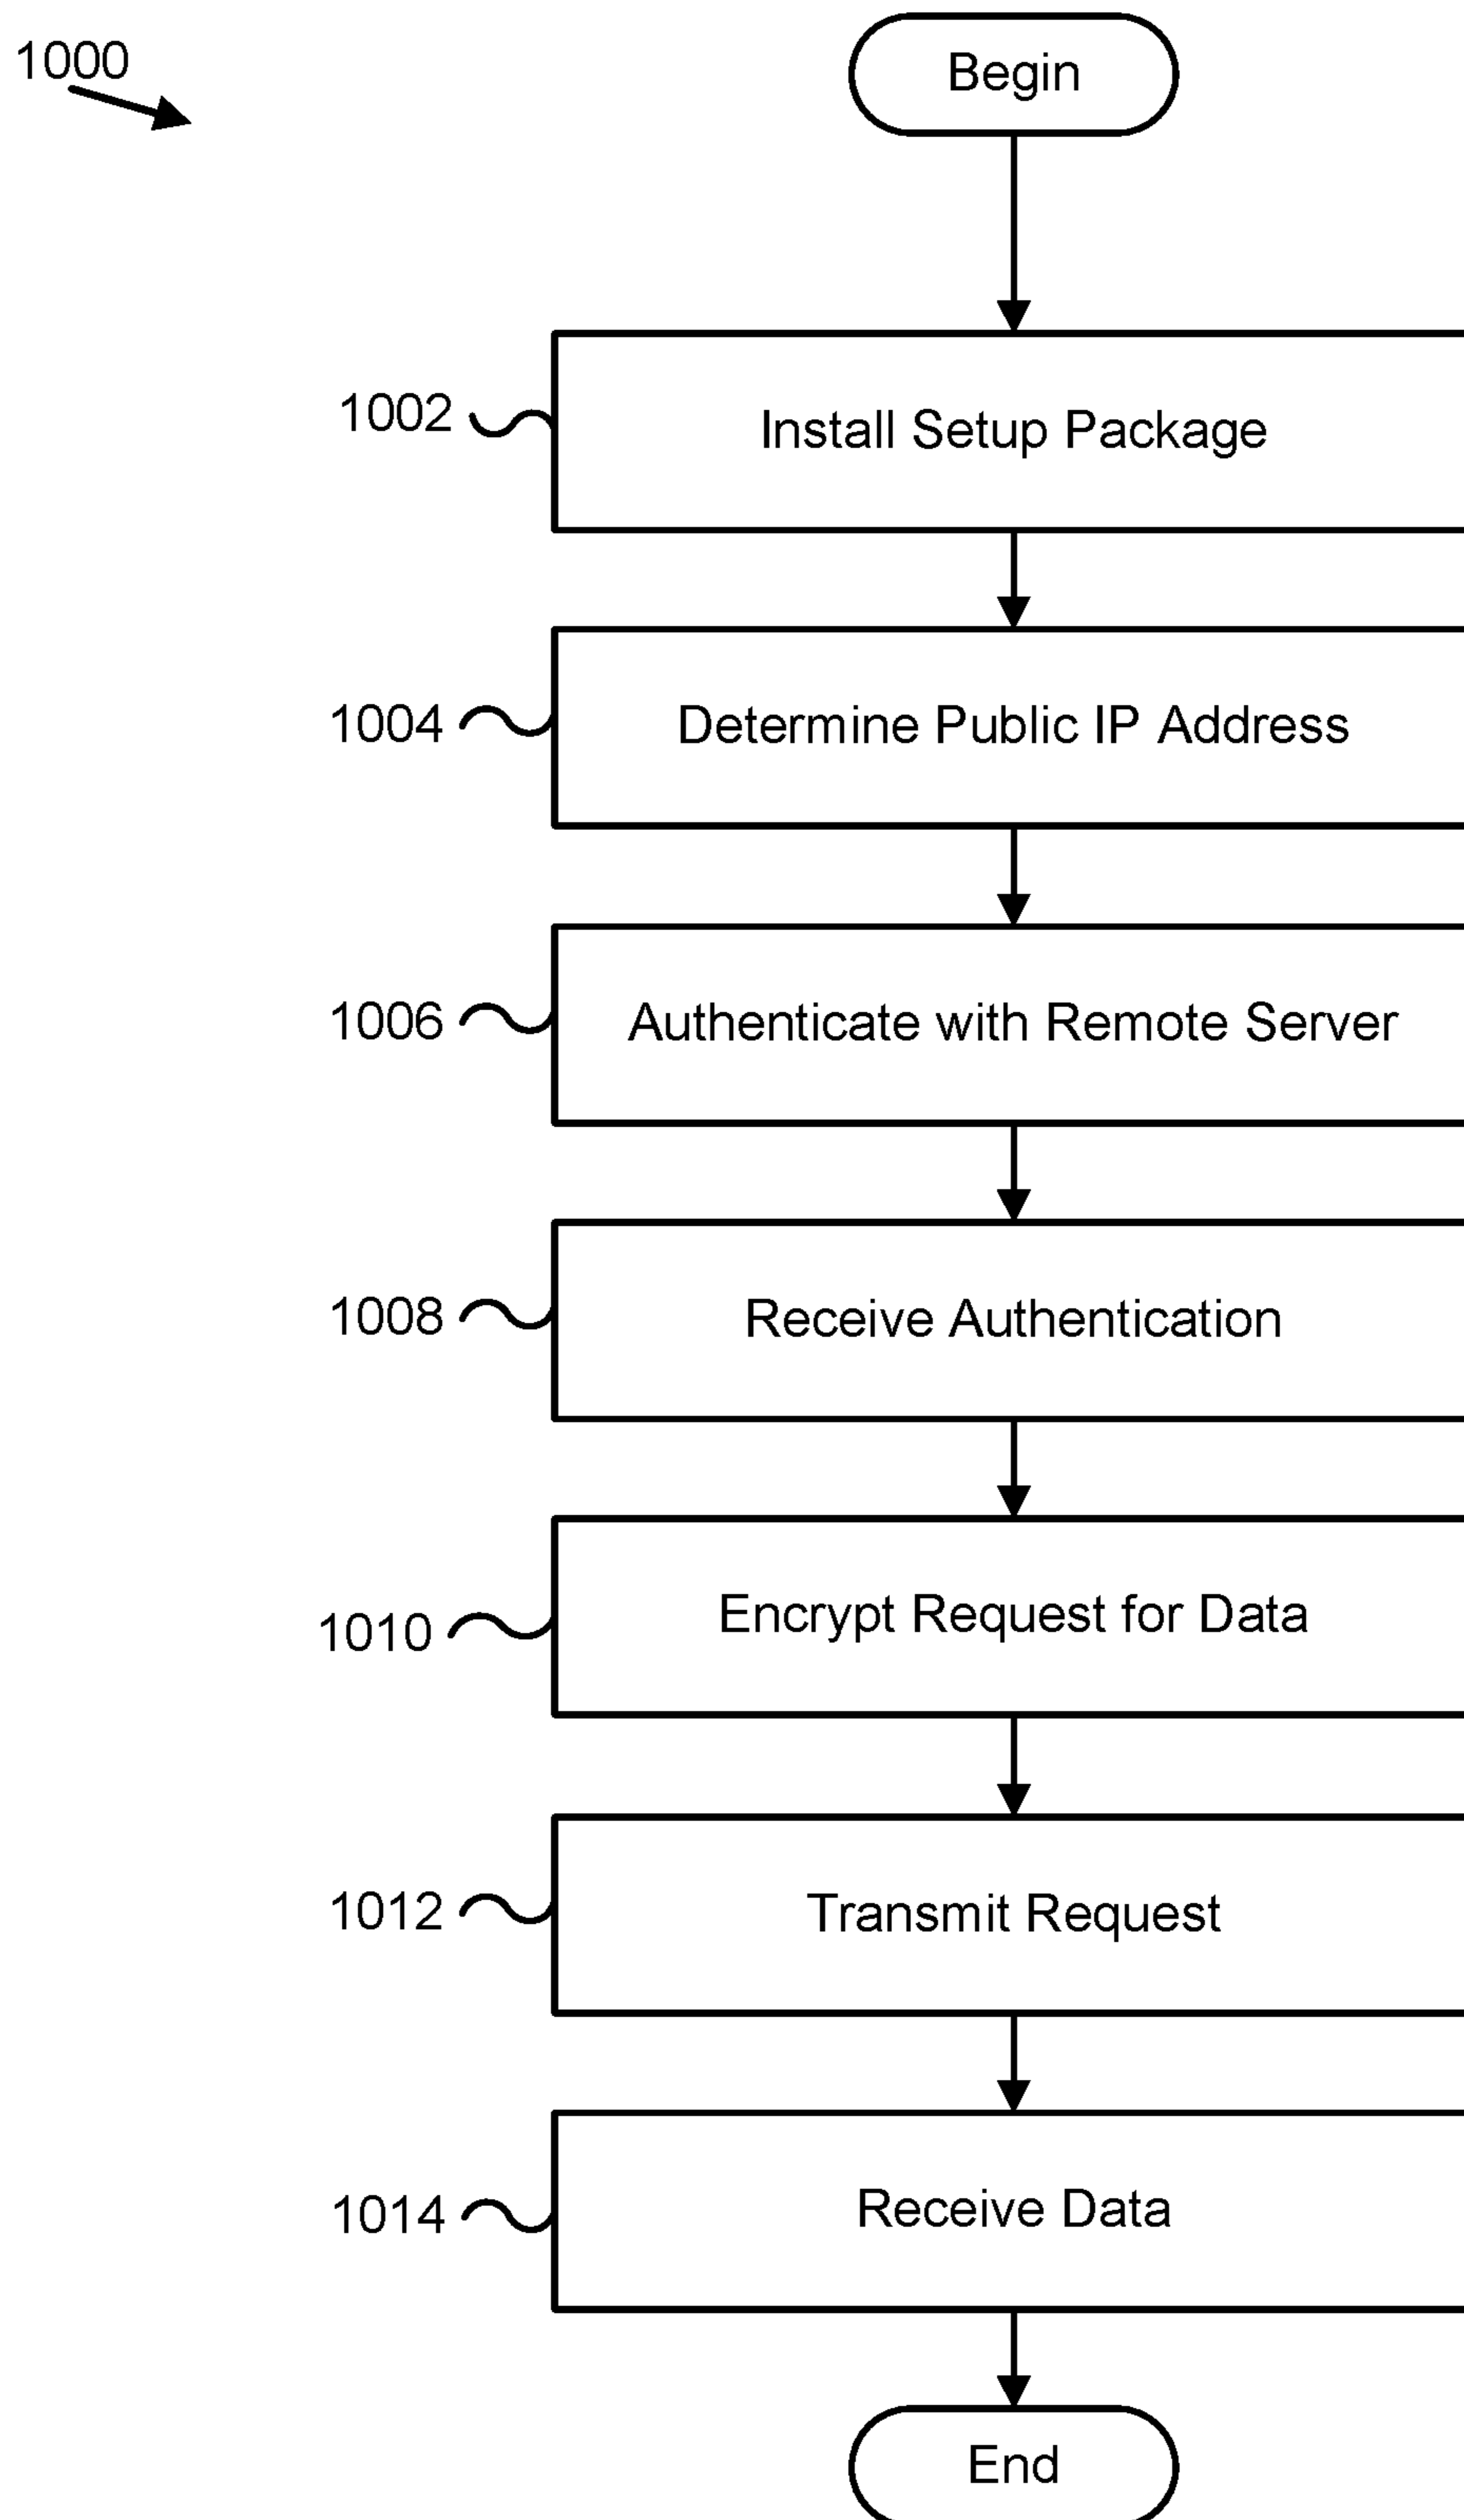 1000
Begin
1002
Install Setup Package
1004
Determine Public IP Address
1006
Authenticate with Remote Server
1008
Receive Authentication
1010
Encrypt Request for Data
1012
Transmit Request
1014
Receive Data
End